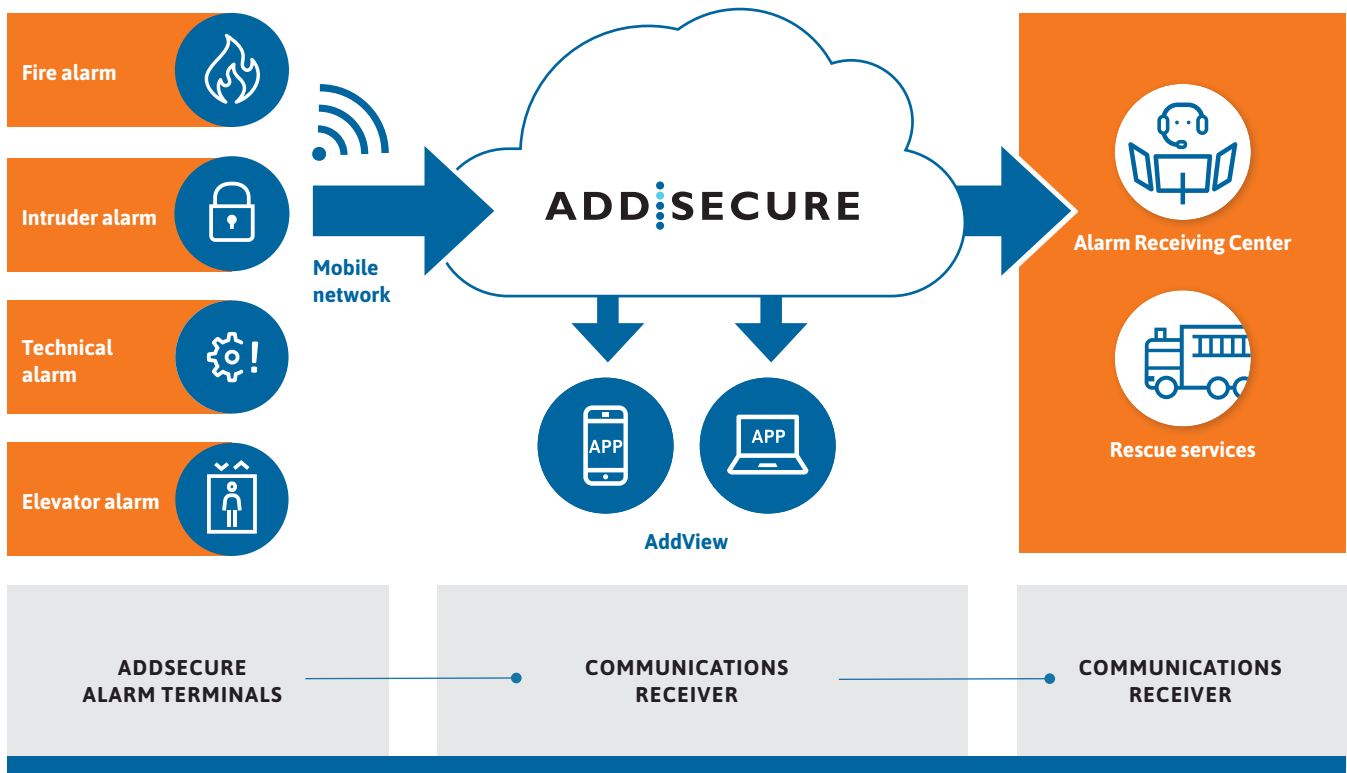 Fire alarm
Intruder alarm
Technical
alarm
Elevator alarm
Mobile
network
ADDSECURE
APP
APP
AddView
Alarm Receiving Center
Rescue services
ADDSECURE
ALARM TERMINALS
COMMUNICATIONS
RECEIVER
COMMUNICATIONS
RECEIVER